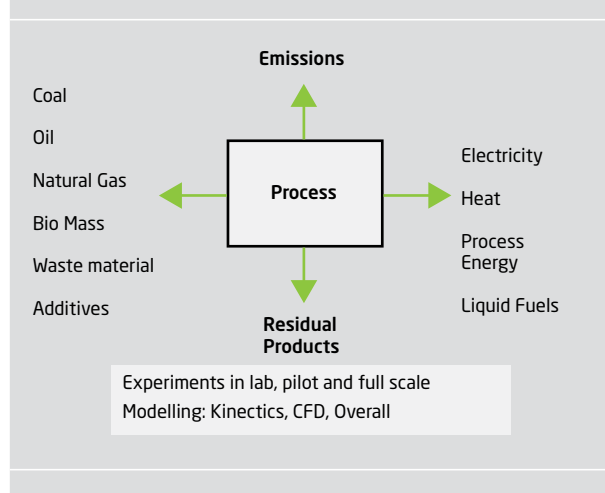 Emissions
Coal
Oil
Natural Gas
Bio Mass
Waste material
Additives
Process
Electricity
Heat
Process
Energy
Liquid Fuels
Residual
Products
Experiments in lab, pilot and full scale
Modelling: Kinectics, CFD, Overall